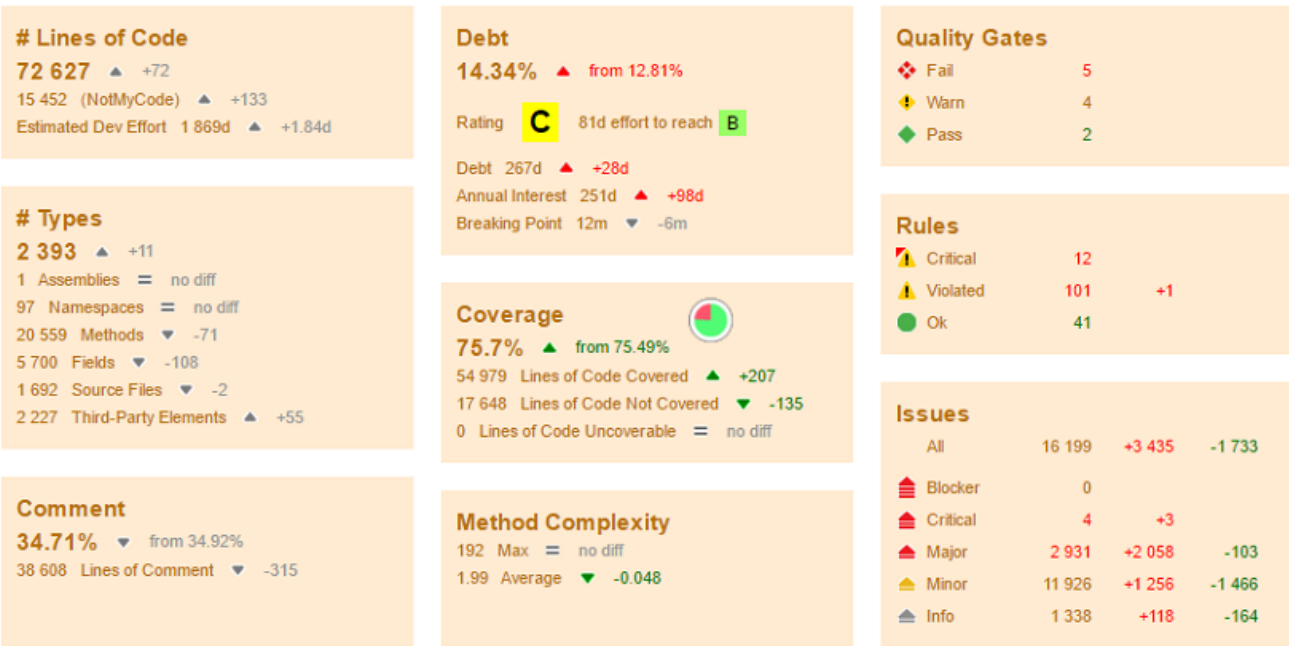 # Lines of Code
72 627 +72
15 452 (NotMyCode) +133
Estimated Dev Effort 1 869d +1.84d
# Types
2 393 +11
1 Assemblies = no diff
97 Namespaces = no diff
20 559 Methods -71
5 700 Fields -108
1 692 Source Files -2
2 227 Third-Party Elements +55
Comment
34.71% from 34.92%
38 608 Lines of Comment -315
Debt
14.34% from 12.81%
Rating C 81d effort to reach B
Debt 267d +28d
Annual Interest 251d +98d
Breaking Point 12m -6m
Coverage
75.7% from 75.49%
54 979 Lines of Code Covered +207
17 648 Lines of Code Not Covered -135
0 Lines of Code Uncoverable = no diff
Method Complexity
192 Max = no diff
1.99 Average -0.048
Quality Gates
Fail 5
Warn 4
Pass 2
Rules
Critical 12
Violated 101 +1
Ok 41
Issues
All 16 199 +3 435 -1 733
Blocker 0
Critical 4 +3
Major 2 931 +2 058 -103
Minor 11 926 +1 256 -1 466
Info 1 338 +118 -164